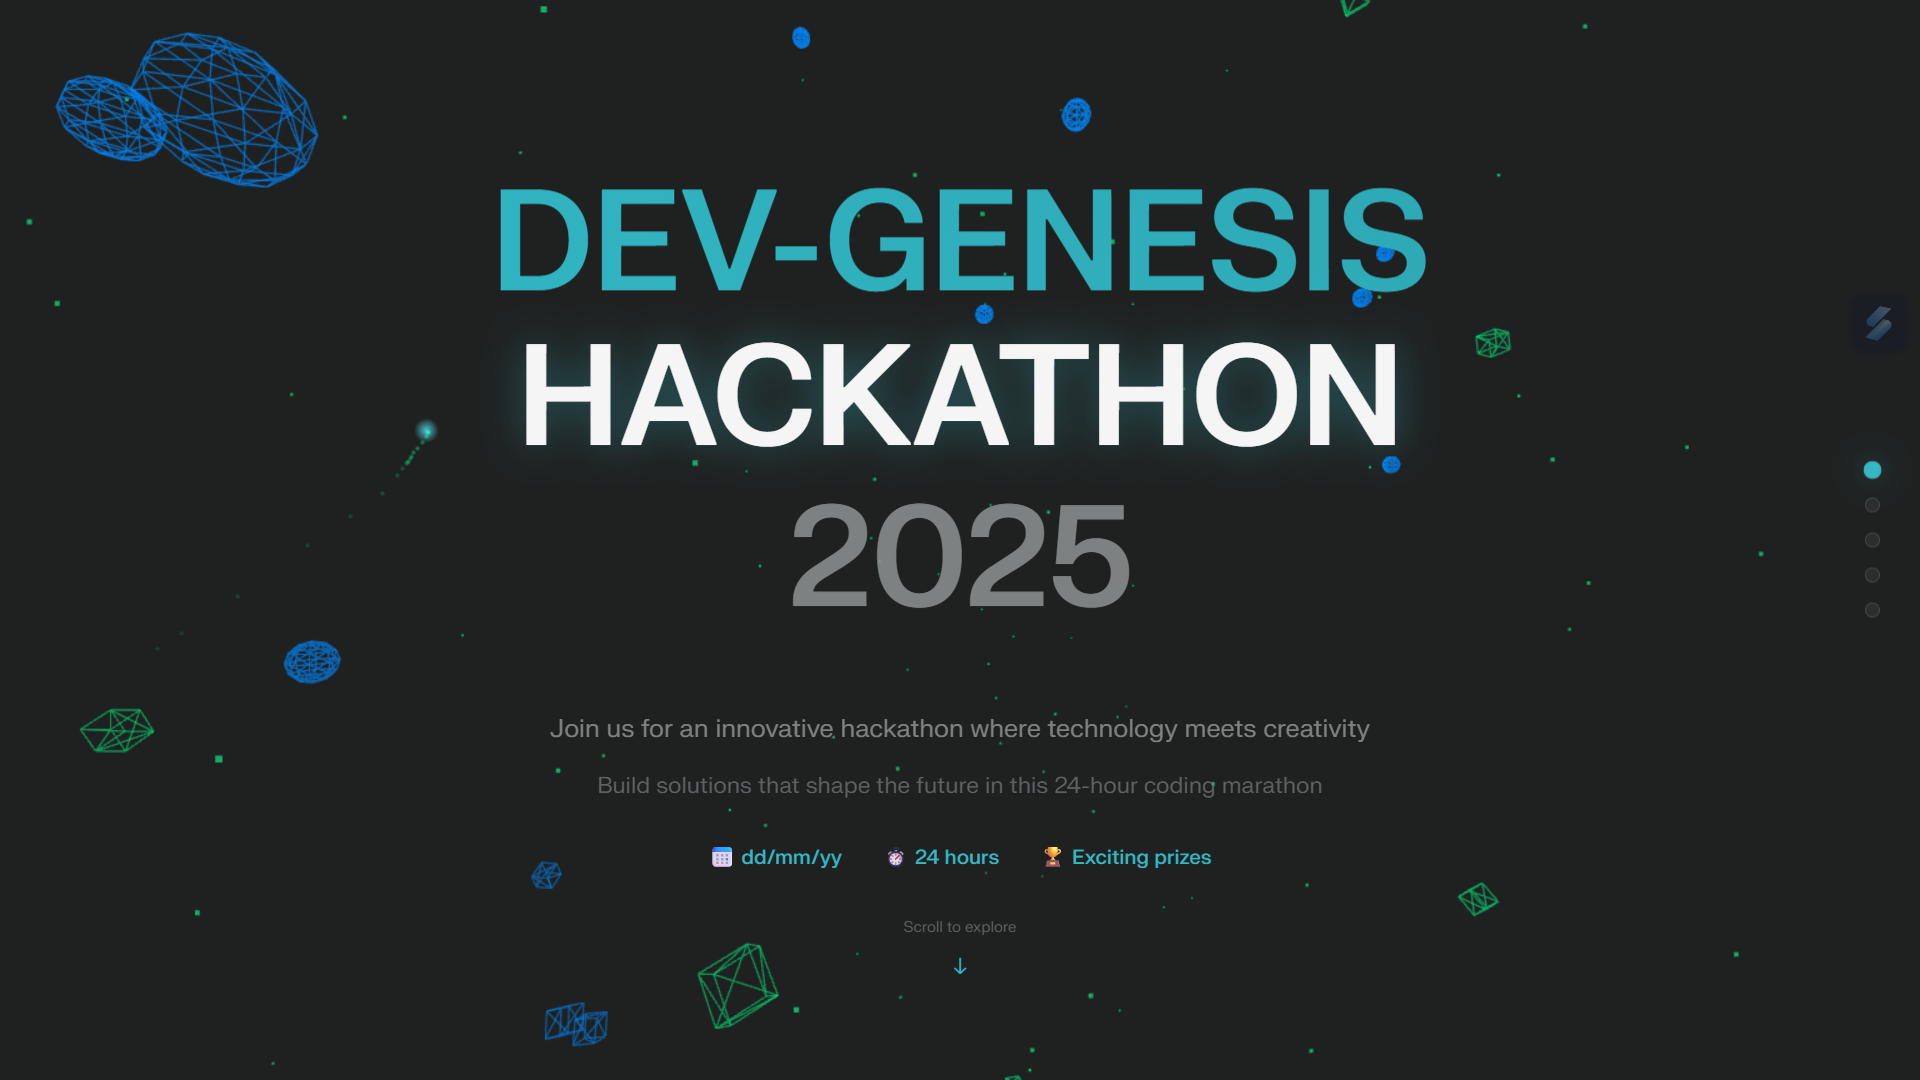 DEV-GENESIS
HACKATHON
2025
Join us for an innovative hackathon where technology meets creativity
Build solutions that shape the future in this 24-hour coding marathon
dd/mm/yy 24 hours Exciting prizes
Scroll to explore